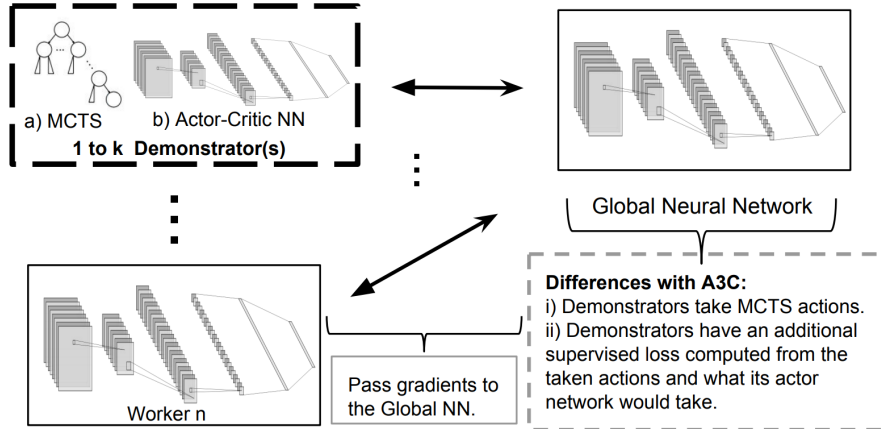 ...
a) MCTS
b) Actor-Critic NN
1 to k Demonstrator(s)
...
...
Global Neural Network
Differences with A3C:
i) Demonstrators take MCTS actions.
ii) Demonstrators have an additional
supervised loss computed from the
taken actions and what its actor
network would take.
Pass gradients to
the Global NN.
Worker n